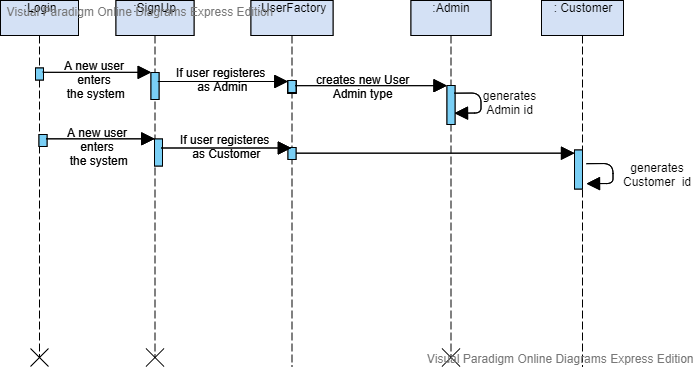 :Login
:SignUp
:UserFactory
:Admin
: Customer
Visual Paradigm Online Diagrams Express Edition
A new user
enters
the system
If user registeres
as Admin
creates new User
Admin type
generates
Admin id
A new user
enters
the system
If user registeres
as Customer
generates
Customer id
Visual Paradigm Online Diagrams Express Edition